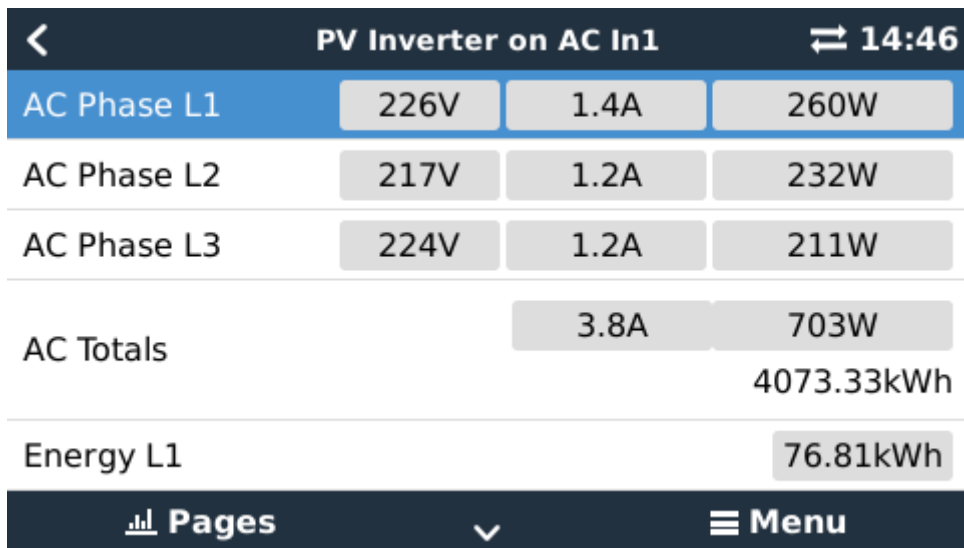 PV Inverter on AC In1 14:46
AC Phase L1 226V 1.4A 260W
AC Phase L2 217V 1.2A 232W
AC Phase L3 224V 1.2A 211W
AC Totals 3.8A 703W
4073.33kWh
Energy L1 76.81kWh
Pages Menu